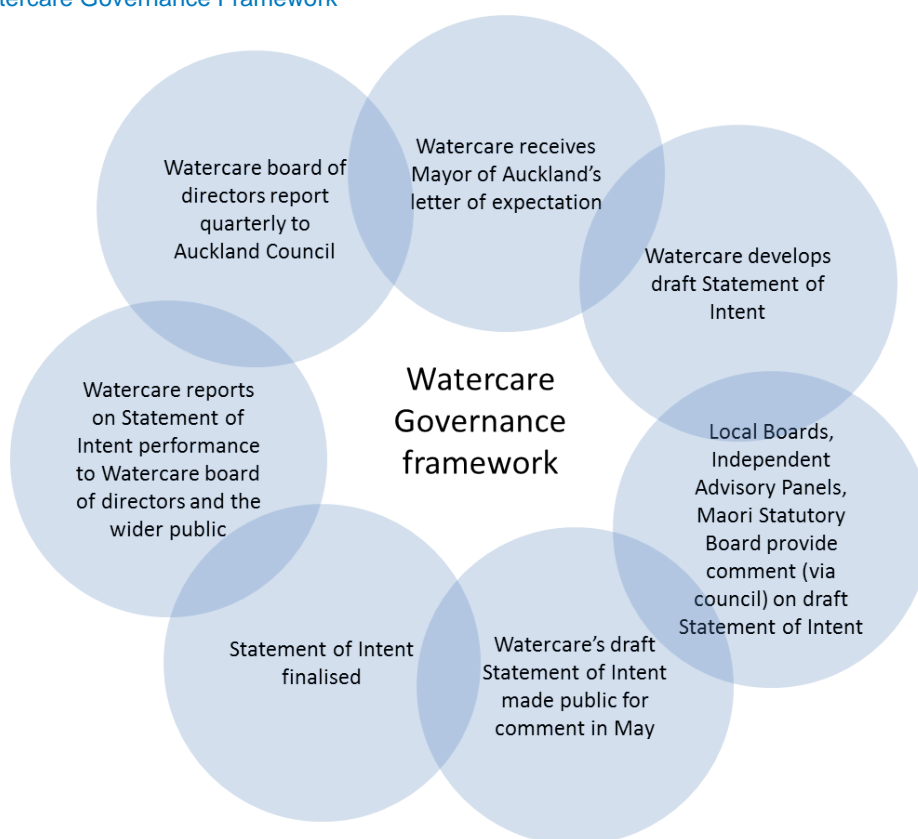 tercare Governance Framework
Watercare receives
Mayor of Auckland's
letter of expectation
Watercare develops
draft Statement of
Intent
Local Boards,
Independent
Advisory Panels,
Maori Statutory
Board provide
comment (via
council) on draft
Statement of Intent
Watercare's draft
Statement of Intent
made public for
comment in May
Statement of Intent
finalised
Watercare reports
on Statement of
Intent performance
to Watercare board
of directors and the
wider public
Watercare board of
directors report
quarterly to
Auckland Council
Watercare
Governance
framework